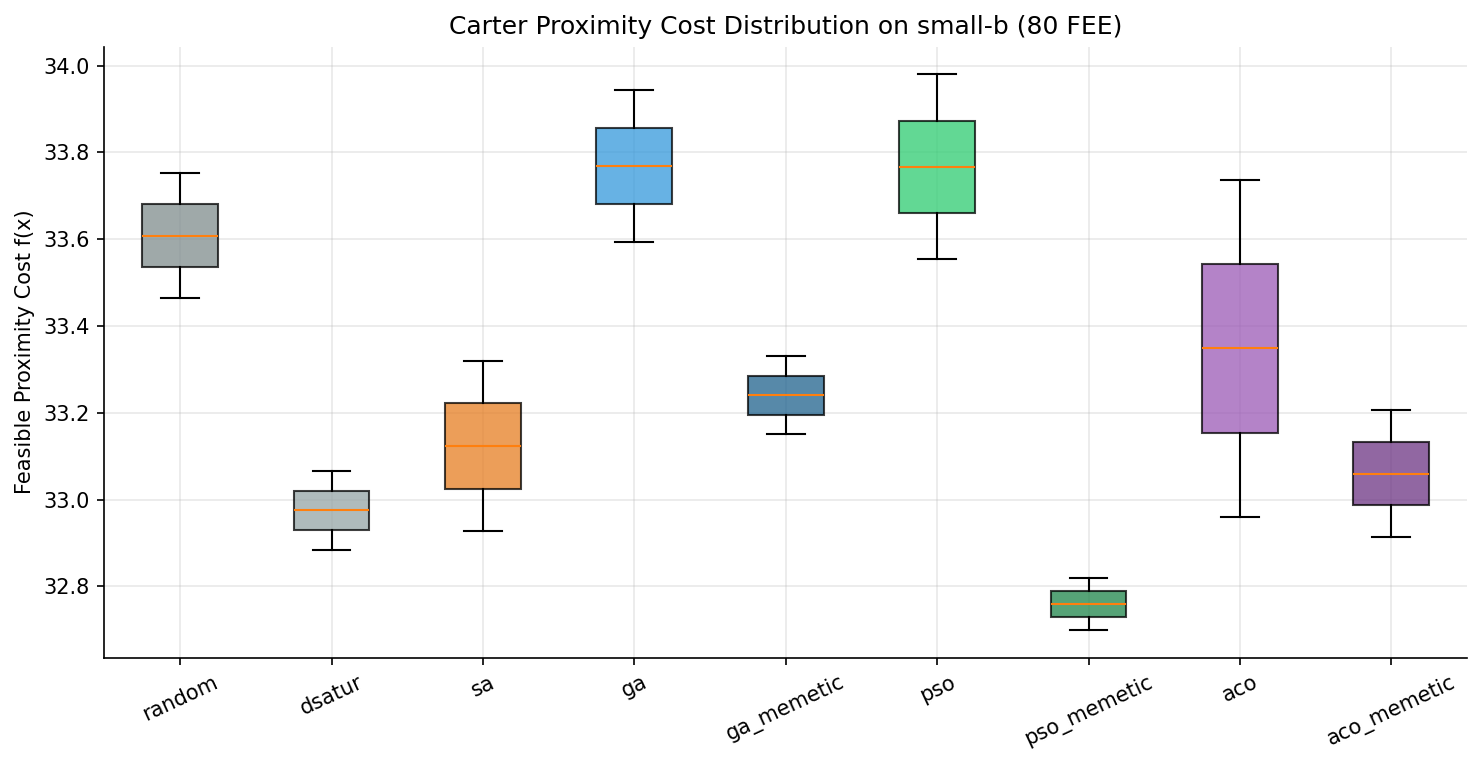 Carter Proximity Cost Distribution on small-b (80 FEE)
Feasible Proximity Cost f(x)
34.0
33.8
33.6
33.4
33.2
33.0
32.8
random
dsatur
sa
ga
ga_memetic
pso
pso_memetic
aco
aco_memetic